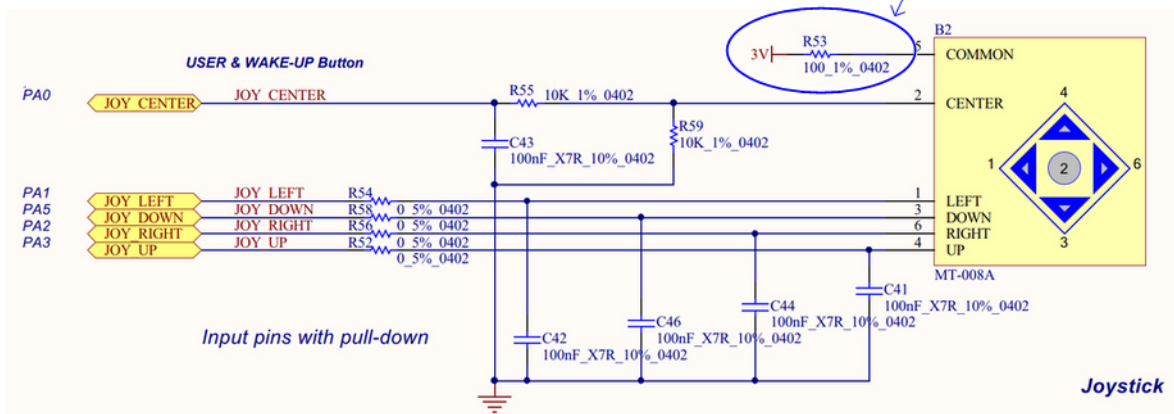 B2
3V
R53
100_1%_0402
5
COMMON
USER & WAKE-UP Button
PA0
JOY_CENTER
JOY_CENTER
R55
10K_1%_0402
2
CENTER
C43
100nF_X7R_10%_0402
R59
10K_1%_0402
4
1
2
6
3
PA1
JOY_LEFT
JOY_LEFT
R54
1
LEFT
PA5
JOY_DOWN
JOY_DOWN
R58
0_5%_0402
3
DOWN
PA2
JOY_RIGHT
JOY_RIGHT
R56
0_5%_0402
6
RIGHT
PA3
JOY_UP
JOY_UP
R52
0_5%_0402
4
UP
0_5%_0402
MT-008A
C41
100nF_X7R_10%_0402
C44
100nF_X7R_10%_0402
C46
100nF_X7R_10%_0402
C42
100nF_X7R_10%_0402
Input pins with pull-down
Joystick